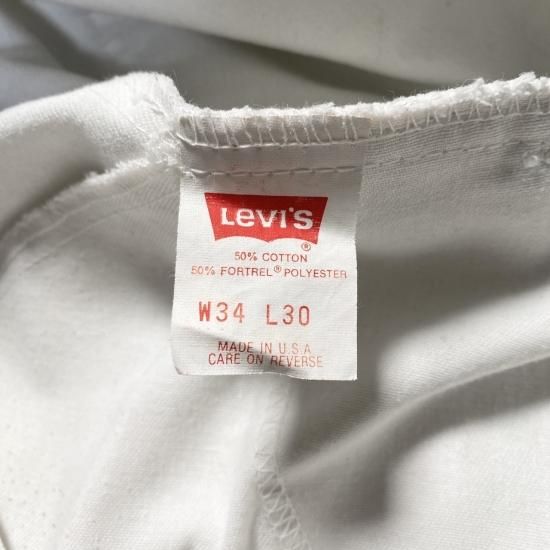 Levi's
®
50% COTTON
50% FORTREL® POLYESTER
W34 L30
MADE IN U.S.A
CARE ON REVERSE